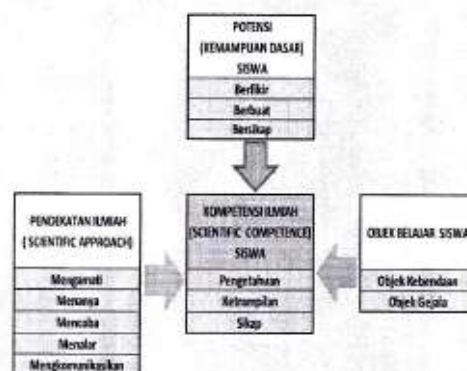 POTENSI
(KEMAMPUAN DASAR)
SISWA
Berfikir
Berbuat
Bersikap
PENDEKATAN ILMIAH
( SCIENTIFIC APPROACH)
Mengamati
Menanya
Mencoba
Menalar
Mengkomunikasikan
KOMPETENSI ILMIAH
(SCIENTIFIC COMPETENCE)
SISWA
Pengetahuan
Ketrampilan
Sikap
OBJEK BELAJAR SISWA
Objek Kebendaan
Objek Gejala